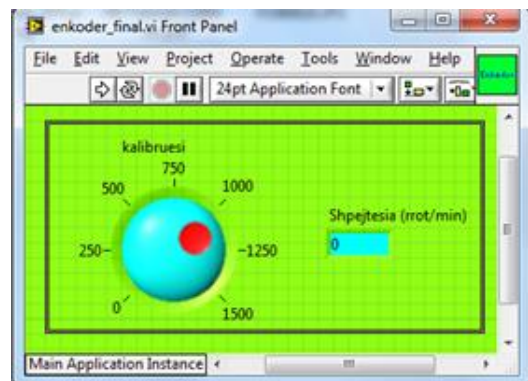 enkoder_final.vi Front Panel
File Edit View Project Operate Tools Window Help
24pt Application Font
kalibruesi
750
500 1000
250 1250
0 1500
Shpejtesia (rrot/min)
0
Main Application Instance